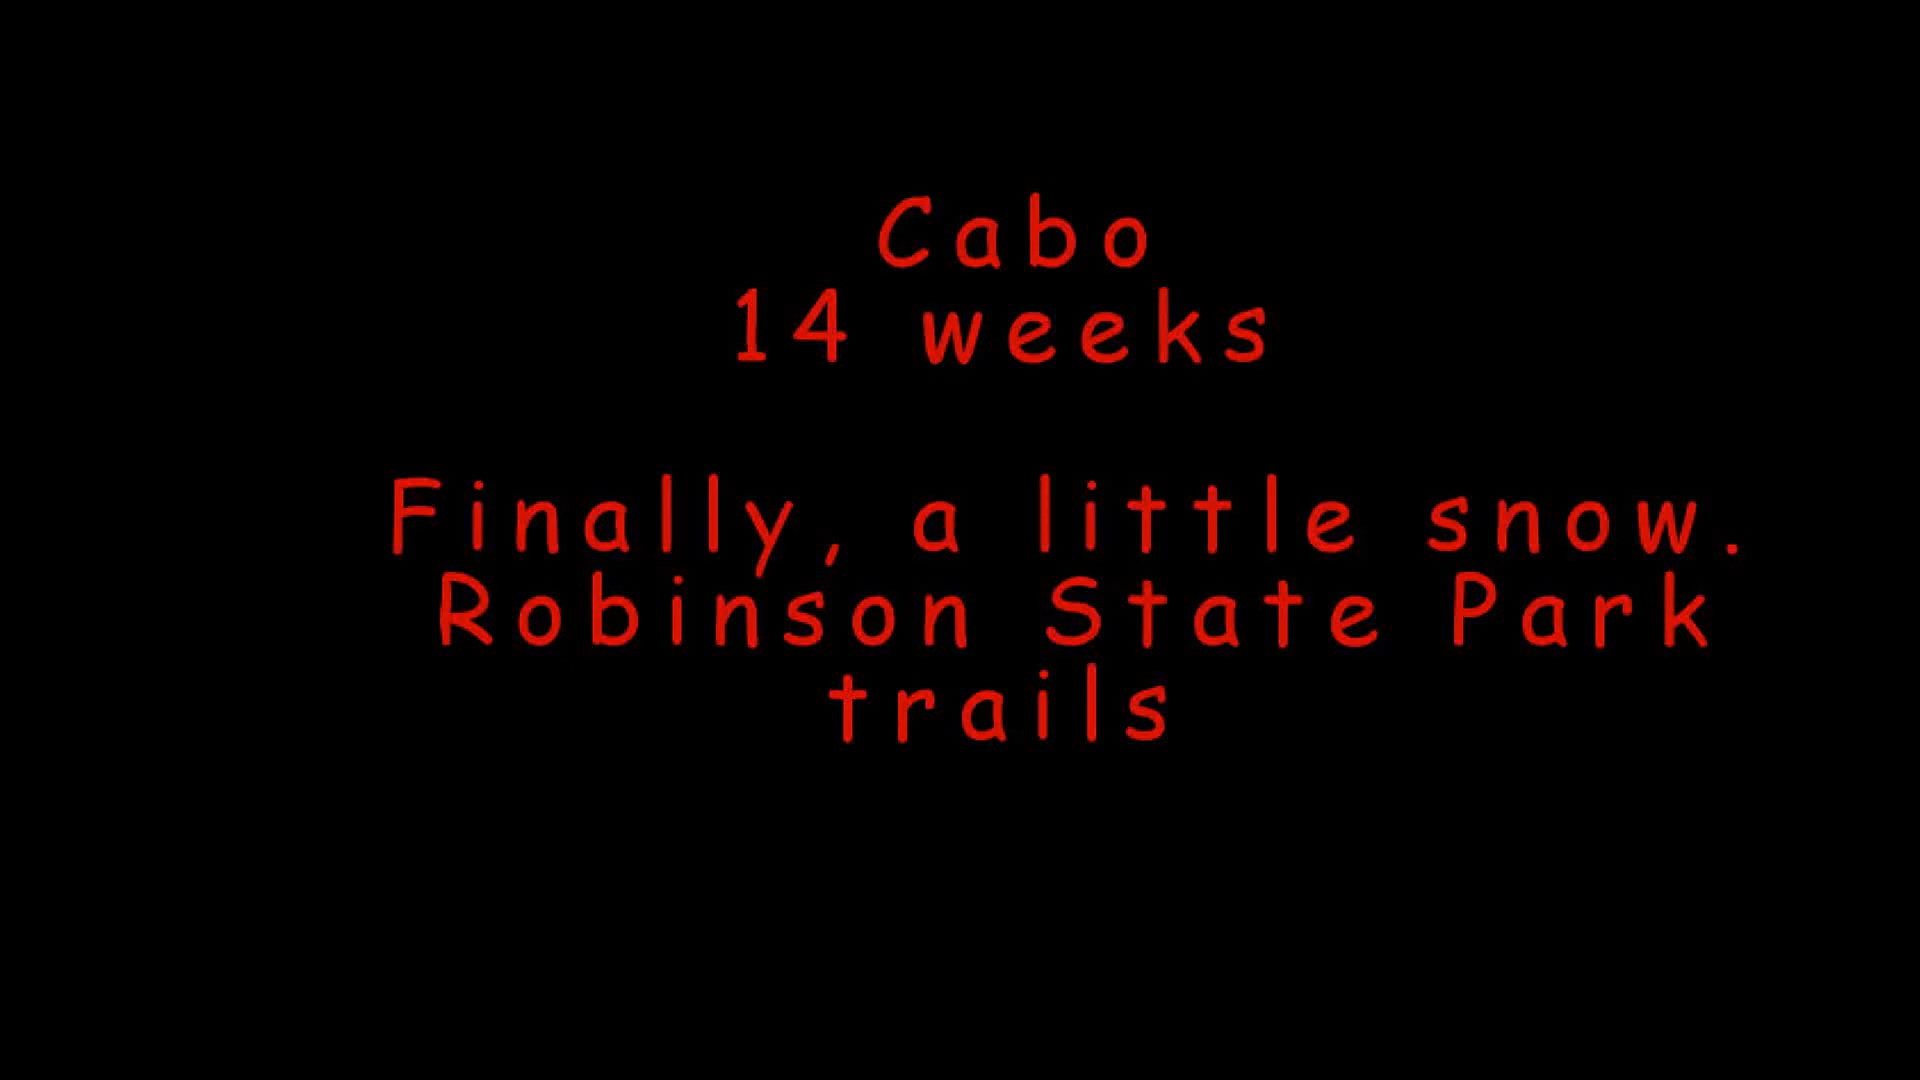 Cabo
14 weeks
Finally, a little snow.
Robinson State Park
trails